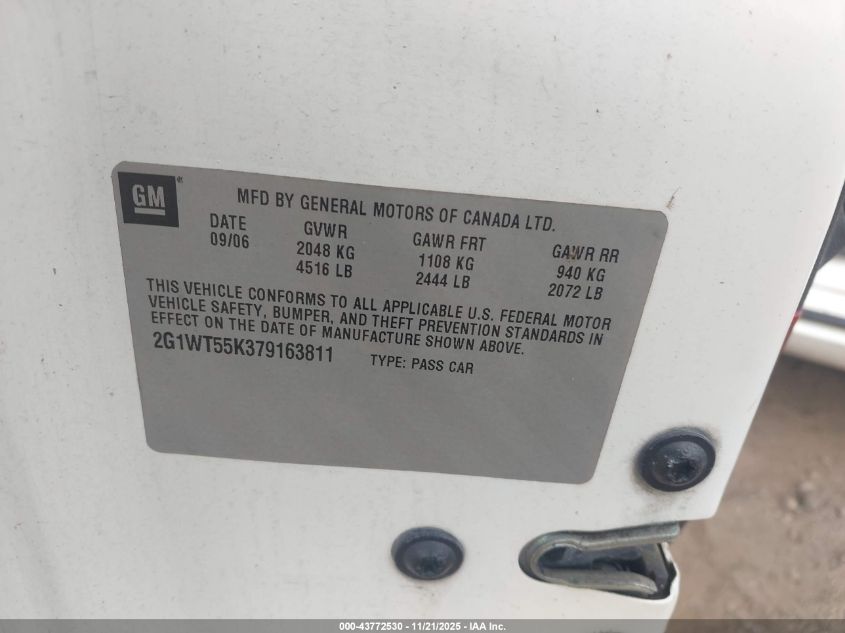 GM
MFD BY GENERAL MOTORS OF CANADA LTD.
DATE GVWR GAWR FRT GAWR RR
09/06 2048 KG 1108 KG 940 KG
4516 LB 2444 LB 2072 LB
THIS VEHICLE CONFORMS TO ALL APPLICABLE U.S. FEDERAL MOTOR
VEHICLE SAFETY, BUMPER, AND THEFT PREVENTION STANDARDS IN
EFFECT ON THE DATE OF MANUFACTURE SHOWN ABOVE.
2G1WT55K379163811 TYPE: PASS CAR
000-43772530 - 11/21/2025 - IAA Inc.